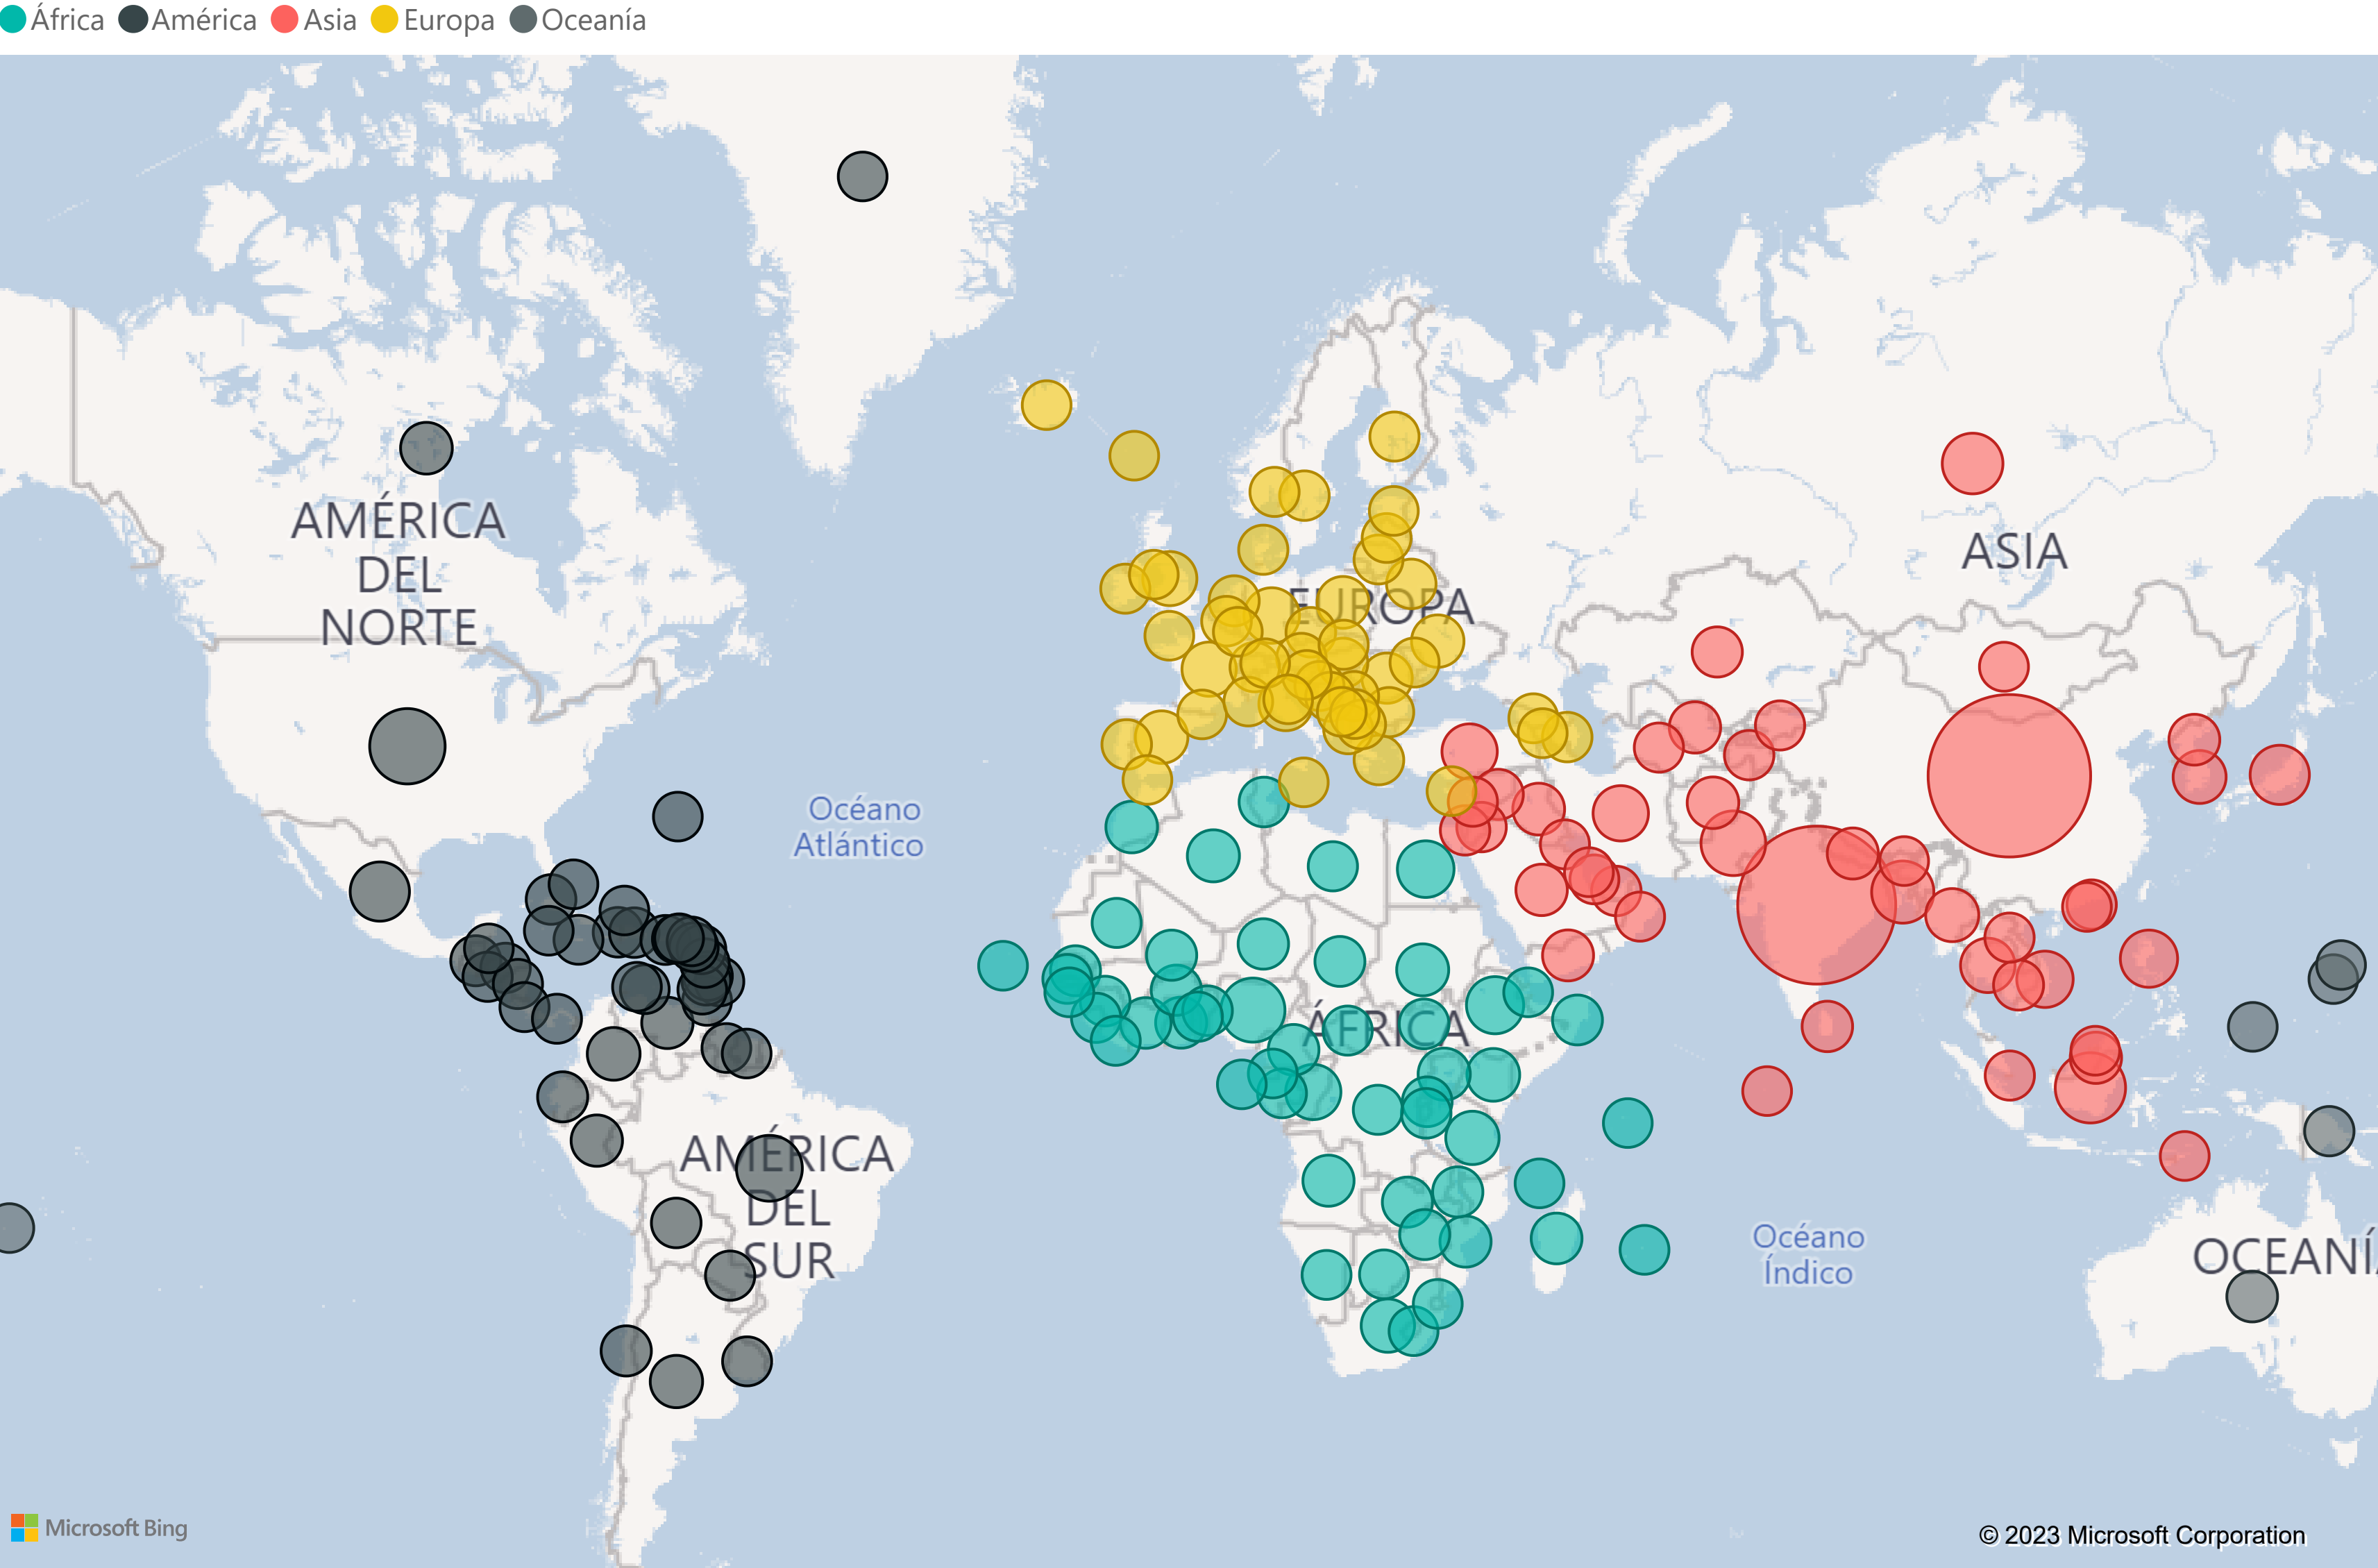 África América Asia Europa Oceanía
AMÉRICA
DEL
NORTE
ASIA
EUROPA
Océano
Atlántico
ÁFRICA
AMÉRICA
DEL
SUR
Océano
Índico
OCEANÍA
Microsoft Bing
© 2023 Microsoft Corporation